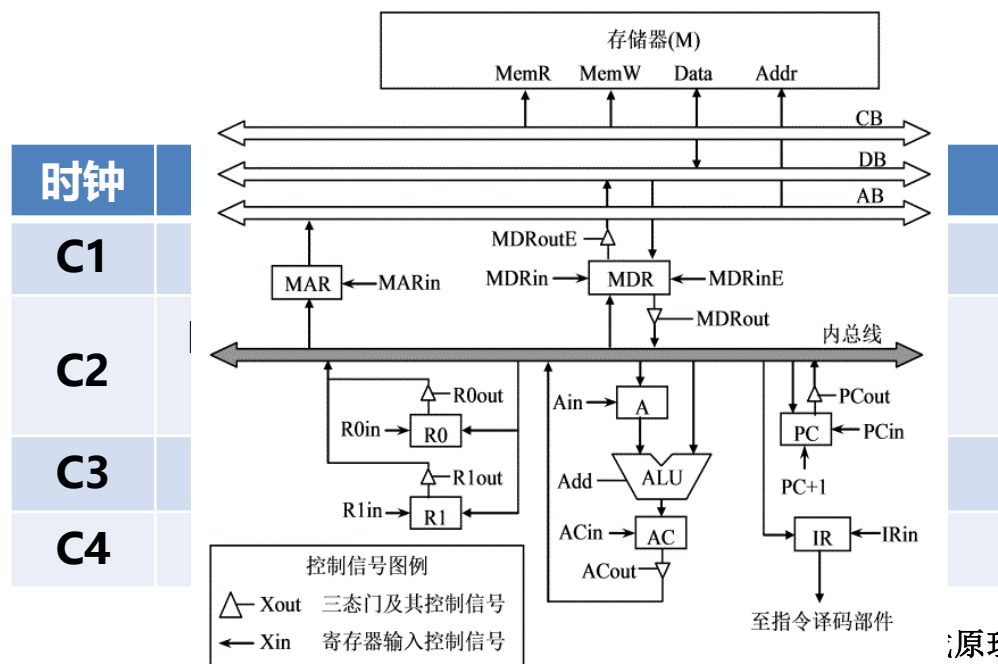 存储器(M)
MemR MemW Data Addr
CB
时钟
DB
AB
MDRoutE
C1
MAR
MARin
MDRin
MDR
MDRinE
MDRout
内总线
C2
R0out
Ain
A
PCout
R0in
R0
PC
PCin
C3
R1out
Add
ALU
PC+1
R1in
R1
ACin
AC
IR
IRin
C4
控制信号图例
ACout
Xout 三态门及其控制信号
至指令译码部件
Xin 寄存器输入控制信号
原理